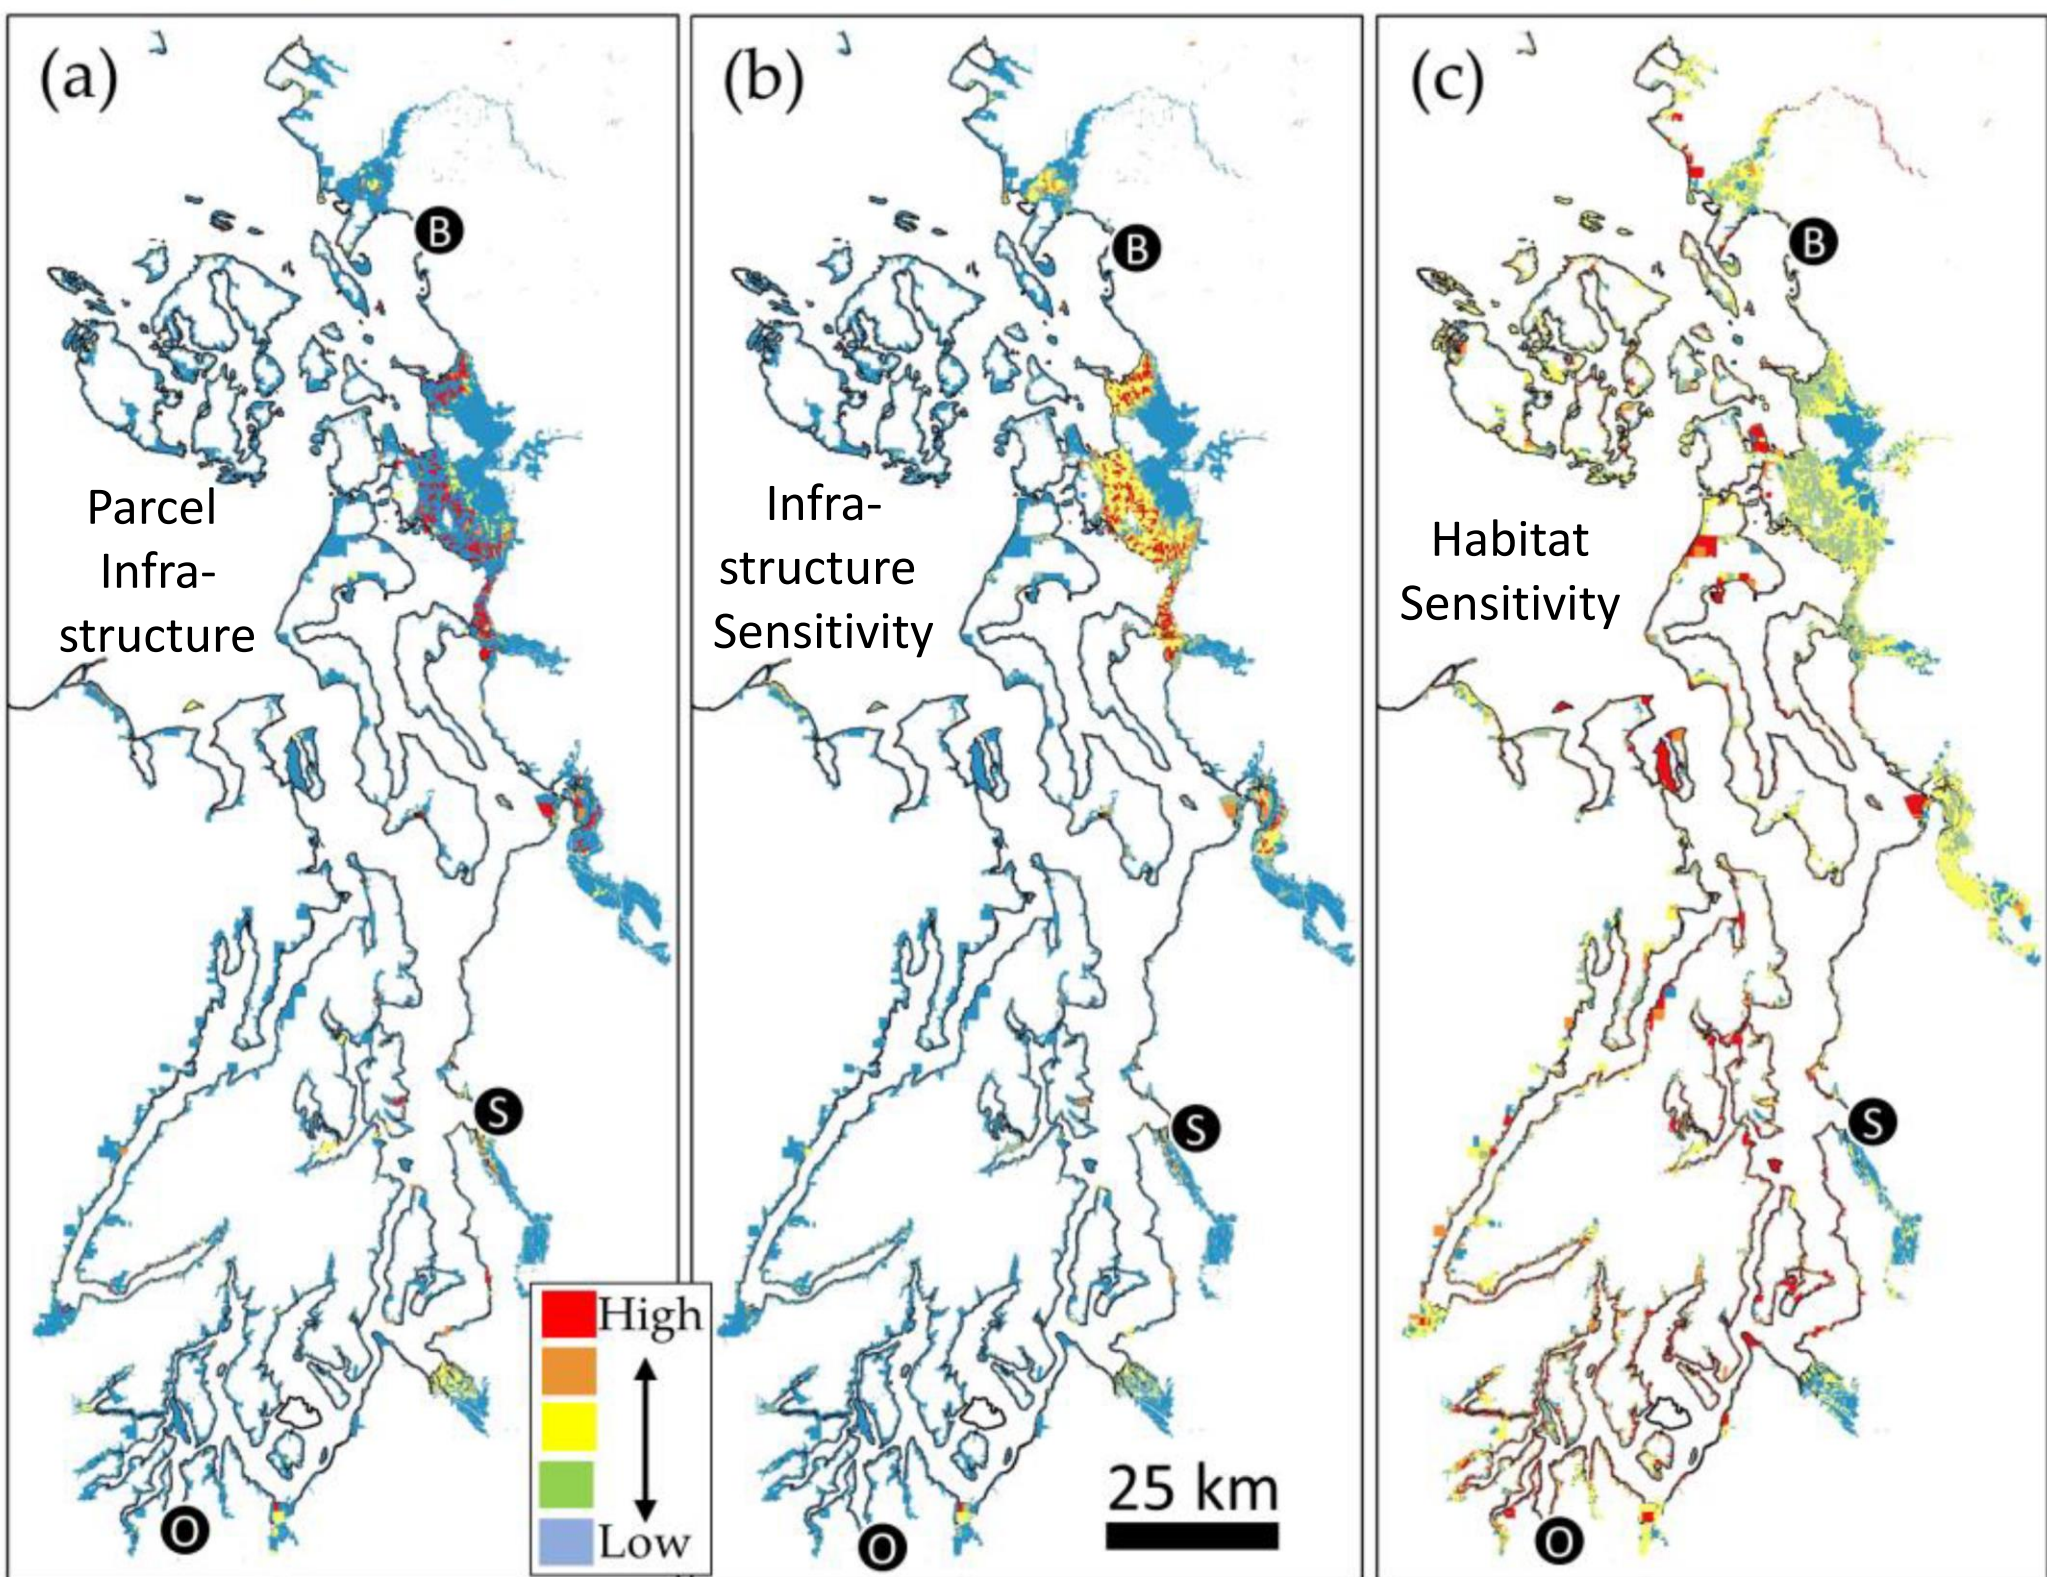 (a)
B
Parcel
Infra-
structure
S
O
High
Low
(b)
B
Infra-
structure
Sensitivity
S
O
25 km
(c)
B
Habitat
Sensitivity
S
O